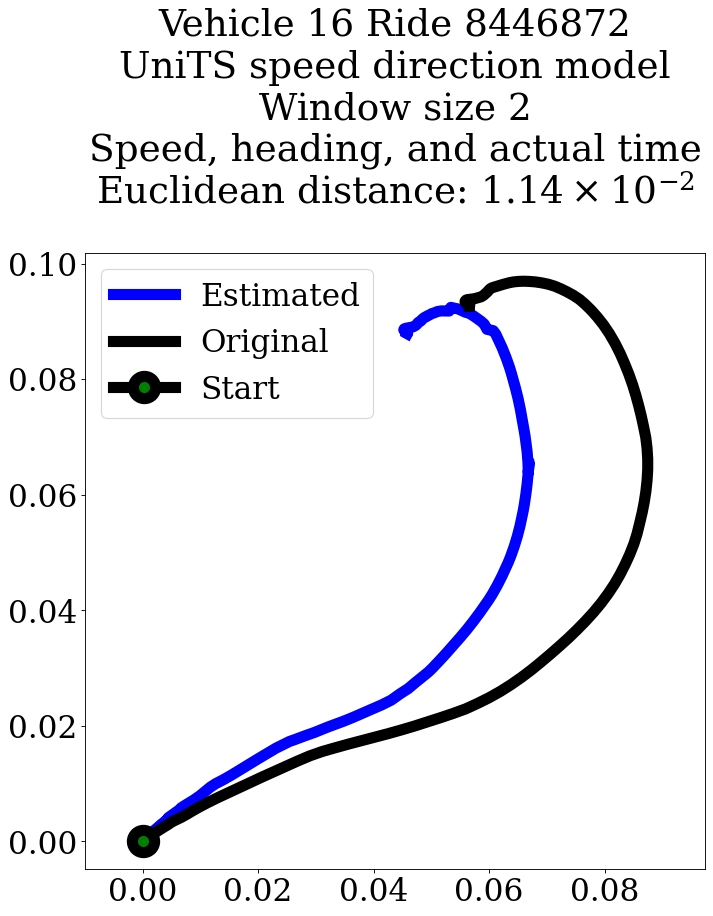 Vehicle 16 Ride 8446872
UniTS speed direction model
Window size 2
Speed, heading, and actual time
Euclidean distance: 1.14 × 10⁻²
0.10
0.08
0.06
0.04
0.02
0.00
Estimated
Original
Start
0.00 0.02 0.04 0.06 0.08